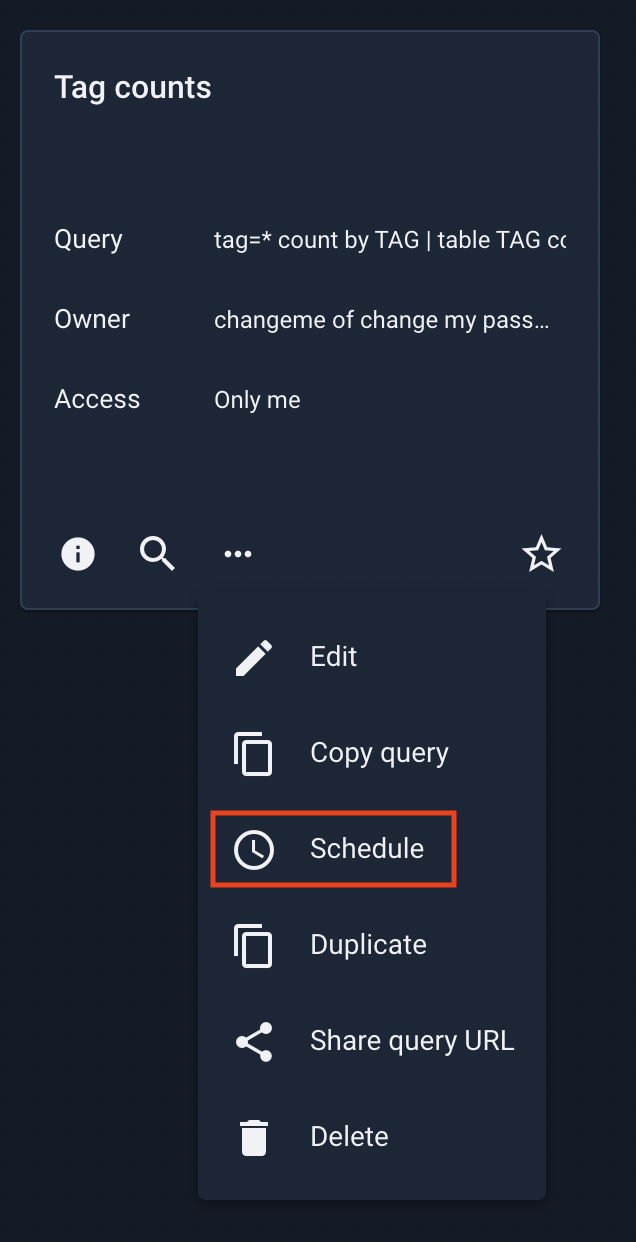 Tag counts
Query tag=* count by TAG | table TAG co
Owner changeme of change my pass...
Access Only me
Edit
Copy query
Schedule
Duplicate
Share query URL
Delete